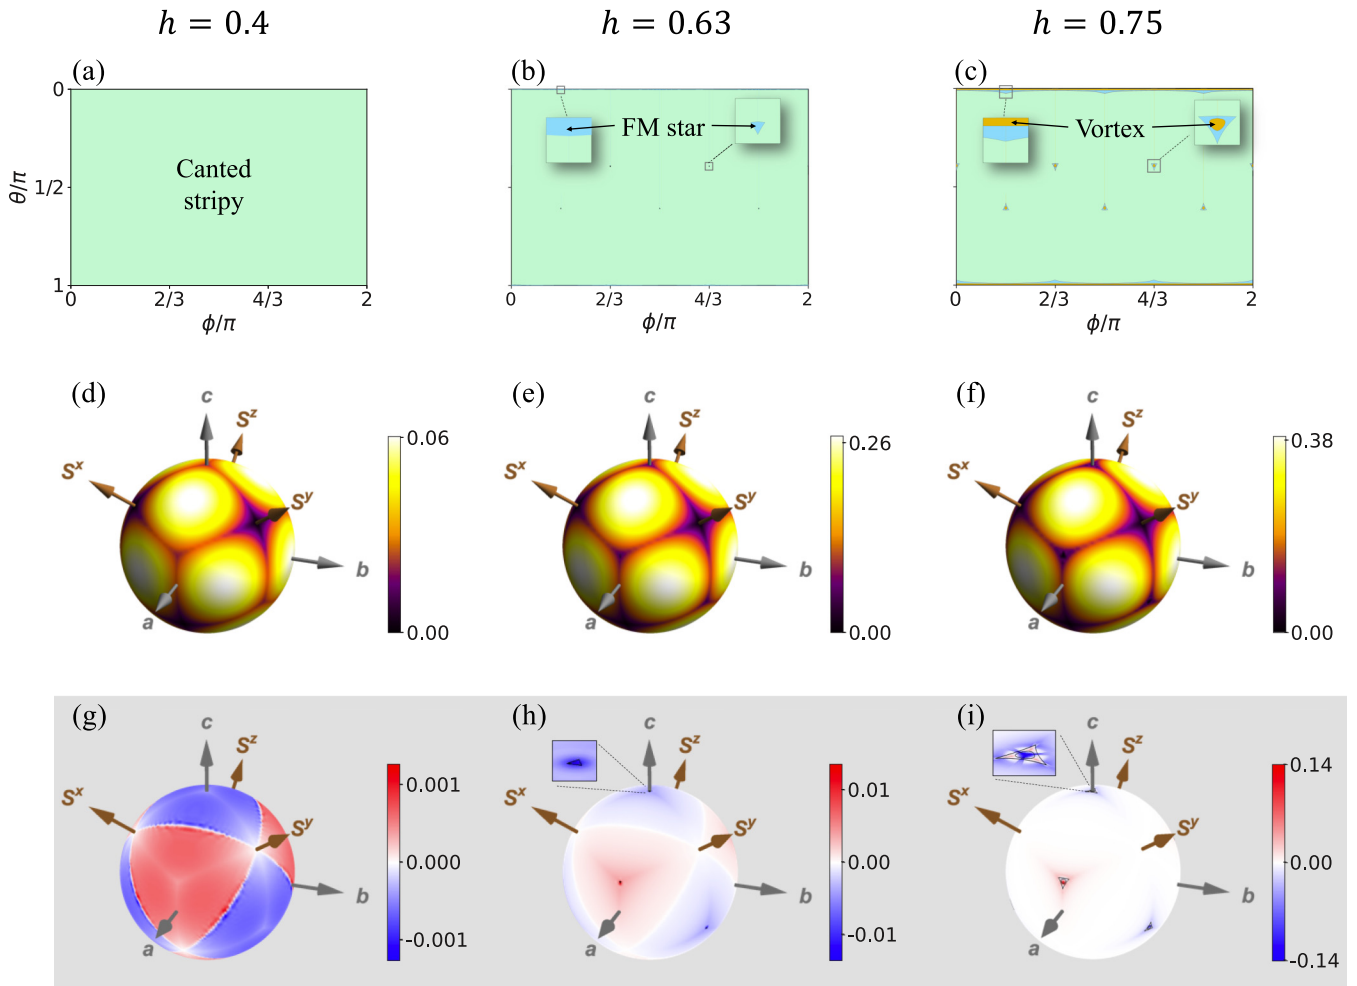 h = 0.4
h = 0.63
h = 0.75
(a)
(b)
(c)
0
1/2
1
θ/π
Canted
stripy
FM star
Vortex
0
2/3
4/3
2
ϕ/π
0
2/3
4/3
2
ϕ/π
0
2/3
4/3
2
ϕ/π
(d)
c
S^z
S^x
S^y
b
a
0.06
0.00
(e)
c
S^z
S^x
S^y
b
a
0.26
0.00
(f)
c
S^z
S^x
S^y
b
a
0.38
0.00
(g)
c
S^z
S^x
S^y
b
a
0.001
0.000
-0.001
(h)
c
S^z
S^x
S^y
b
a
0.01
0.00
-0.01
(i)
c
S^z
S^x
S^y
b
a
0.14
0.00
-0.14